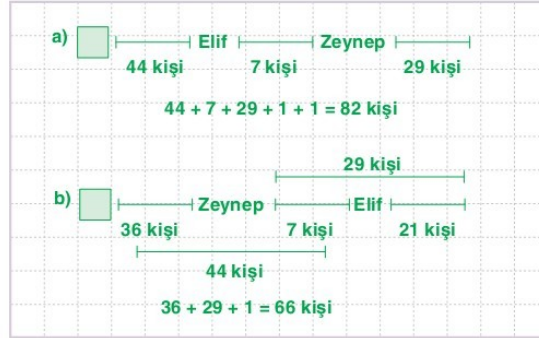 a) Elif Zeynep
44 kişi 7 kişi 29 kişi
44 + 7 + 29 + 1 + 1 = 82 kişi
29 kişi
b) Zeynep Elif
36 kişi 7 kişi 21 kişi
44 kişi
36 + 29 + 1 = 66 kişi